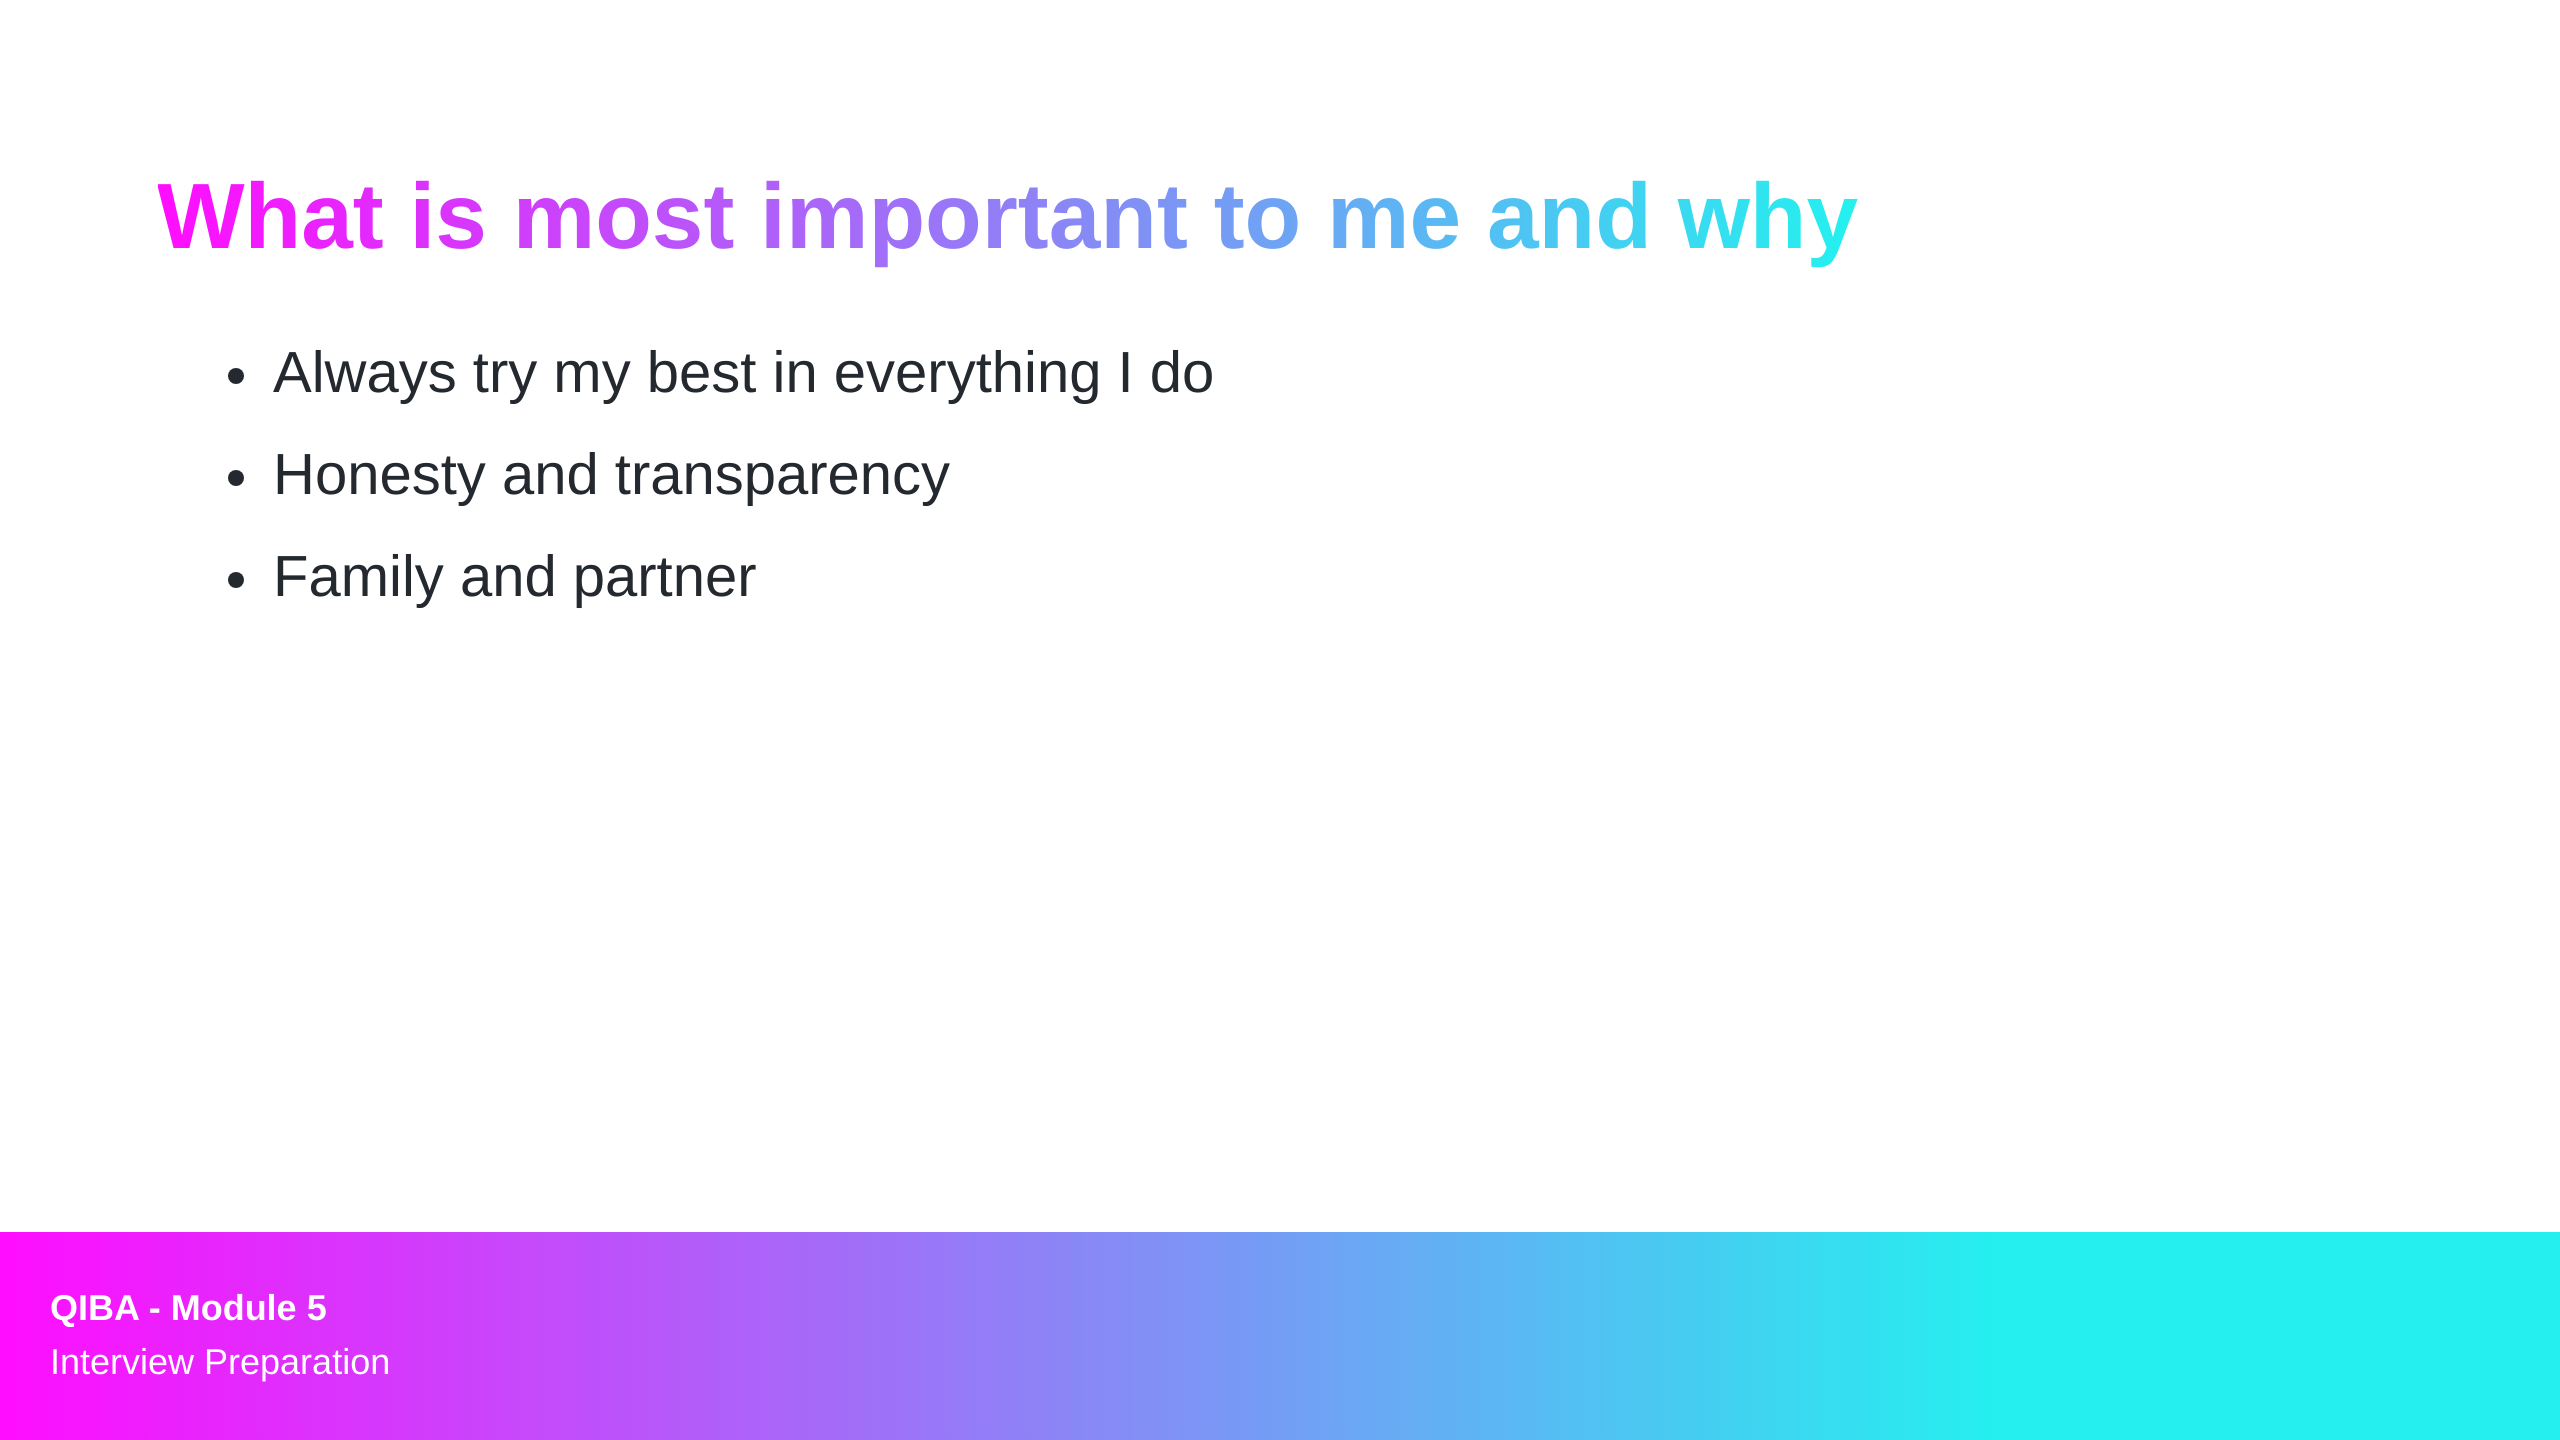 What is most important to me and why
• Always try my best in everything I do
• Honesty and transparency
• Family and partner
QIBA - Module 5
Interview Preparation